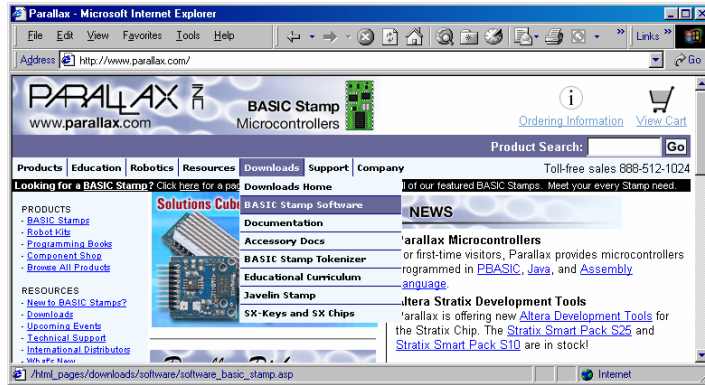 Parallax - Microsoft Internet Explorer
File Edit View Favorites Tools Help
Links »
Address http://www.parallax.com/
Go
PARALLAX INC
www.parallax.com
BASIC Stamp
Microcontrollers
Ordering Information View Cart
Product Search: Go
Products Education Robotics Resources Downloads Support Company
Toll-free sales 888-512-1024
Looking for a BASIC Stamp? Click here for a pag
l of our featured BASIC Stamps. Meet your every Stamp need.
Downloads Home
BASIC Stamp Software
Documentation
Accessory Docs
BASIC Stamp Tokenizer
Educational Curriculum
Javelin Stamp
SX-Keys and SX Chips
PRODUCTS
- BASIC Stamps
- Robot Kits
- Programming Books
- Component Shop
- Browse All Products
RESOURCES
- New to BASIC Stamps?
- Downloads
- Upcoming Events
- Technical Support
- International Distributors
- What's New
Solutions Cub
NEWS
Parallax Microcontrollers
or first-time visitors, Parallax provides microcontrollers
rogrammed in PBASIC, Java, and Assembly
anguage.
Altera Stratix Development Tools
Parallax is offering new Altera Development Tools for
the Stratix Chip. The Stratix Smart Pack S25 and
Stratix Smart Pack S10 are in stock!
/html_pages/downloads/software/software_basic_stamp.asp
Internet